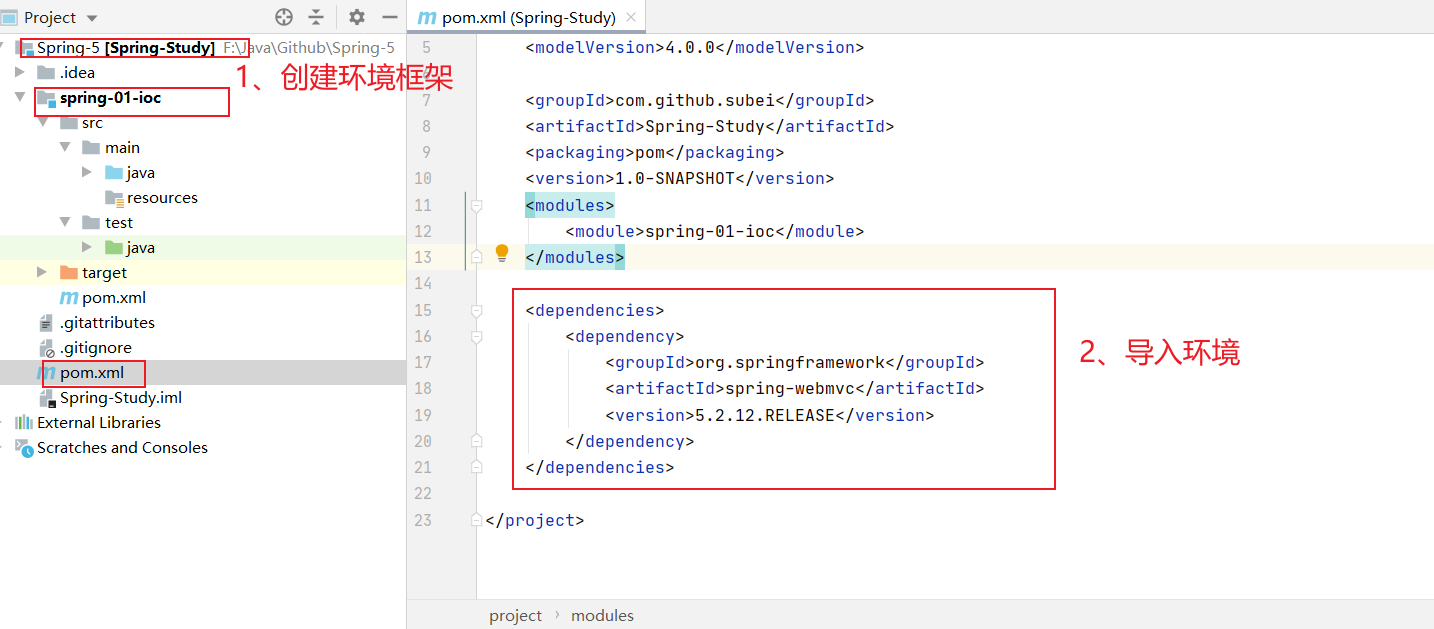 Project
pom.xml (Spring-Study)
Spring-5 [Spring-Study] F:\Java\Github\Spring-5
1、创建环境框架
.idea
spring-01-ioc
src
main
java
resources
test
java
target
m pom.xml
.gitattributes
.gitignore
m pom.xml
Spring-Study.iml
External Libraries
Scratches and Consoles
5 <modelVersion>4.0.0</modelVersion>
7 <groupId>com.github.subei</groupId>
8 <artifactId>Spring-Study</artifactId>
9 <packaging>pom</packaging>
10 <version>1.0-SNAPSHOT</version>
11 <modules>
12 <module>spring-01-ioc</module>
13 </modules>
14
15 <dependencies>
16 <dependency>
17 <groupId>org.springframework</groupId>
18 <artifactId>spring-webmvc</artifactId>
19 <version>5.2.12.RELEASE</version>
20 </dependency>
21 </dependencies>
22
23 </project>
2、导入环境
project › modules